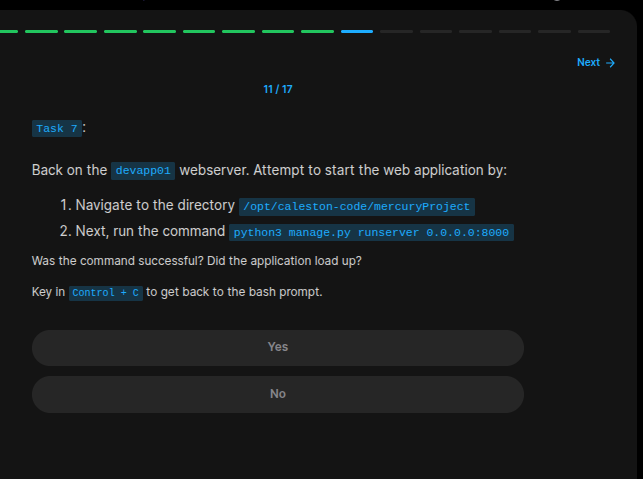 Next →
11 / 17
Task 7:
Back on the devapp01 webserver. Attempt to start the web application by:
1. Navigate to the directory /opt/caleston-code/mercuryProject
2. Next, run the command python3 manage.py runserver 0.0.0.0:8000
Was the command successful? Did the application load up?
Key in Control + C to get back to the bash prompt.
Yes
No